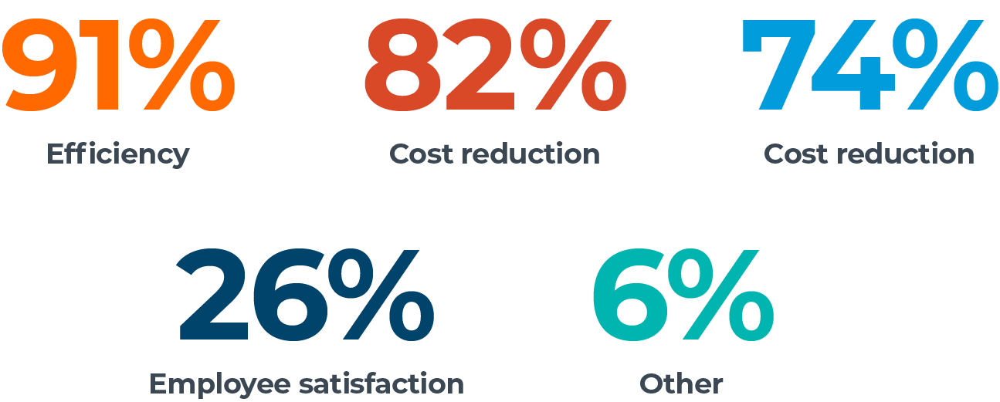 91% 82% 74%
Efficiency Cost reduction Cost reduction
26% 6%
Employee satisfaction Other